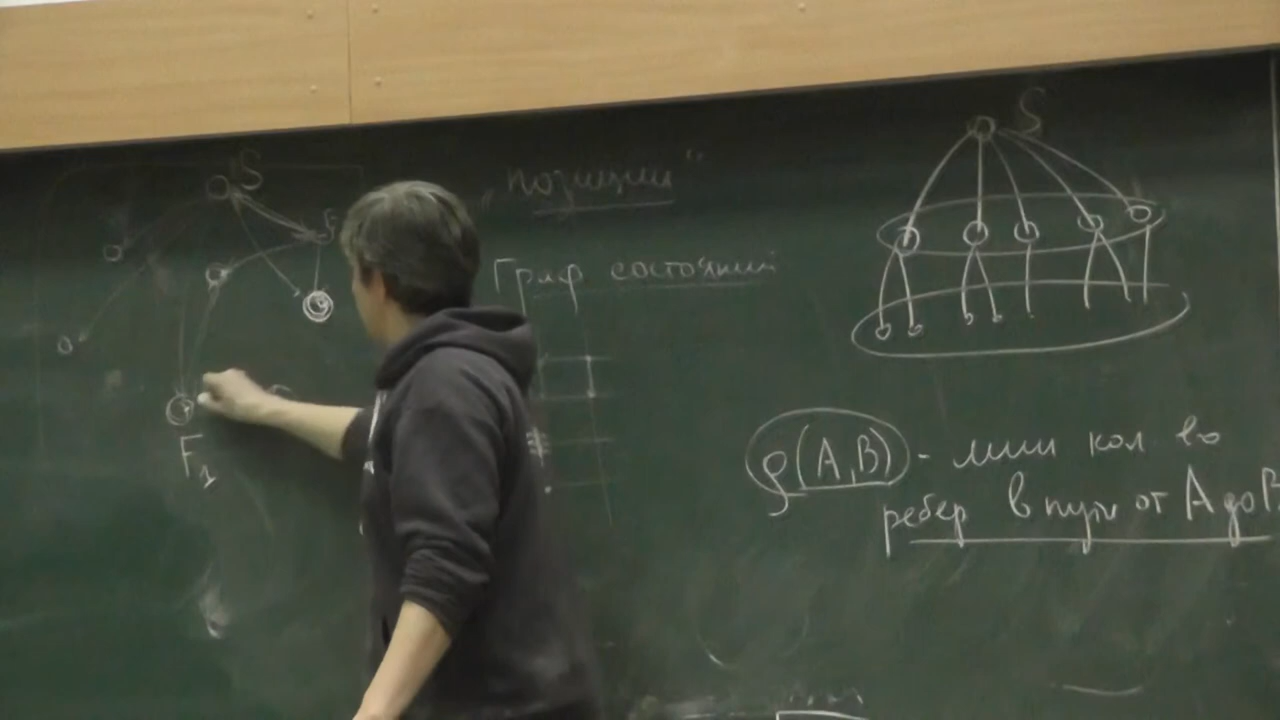 S
F₁
„позиции“
Граф состояний
S
ρ(A,B) - мин кол во
ребер в пути от A до B